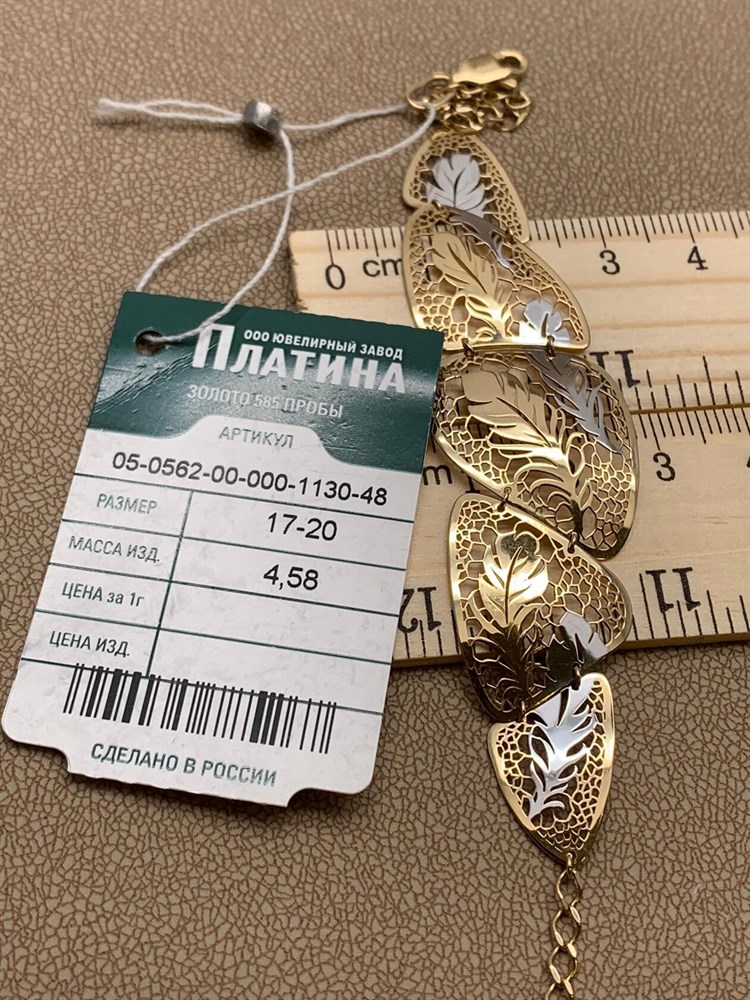 ООО ЮВЕЛИРНЫЙ ЗАВОД
ПЛАТИНА
ЗОЛОТО 585 ПРОБЫ
АРТИКУЛ
05-0562-00-000-1130-48
РАЗМЕР 17-20
МАССА ИЗД. 4,58
ЦЕНА за 1г
ЦЕНА ИЗД.
СДЕЛАНО В РОССИИ
0 cm 3 4
11
m 3
12 11